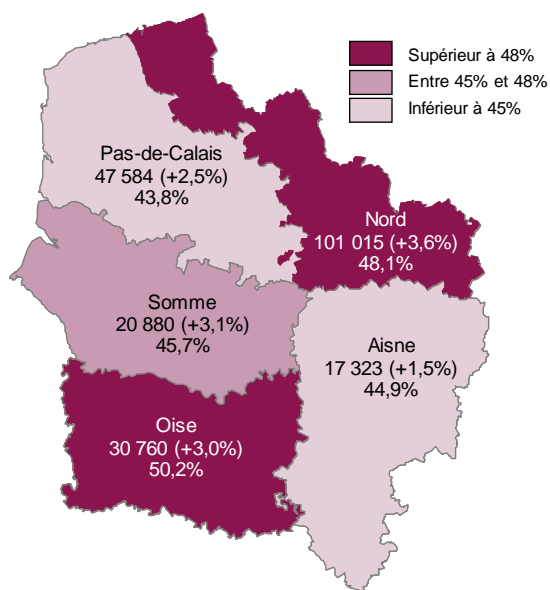 Supérieur à 48%
Entre 45% et 48%
Inférieur à 45%
Pas-de-Calais
47 584 (+2,5%)
43,8%
Nord
101 015 (+3,6%)
48,1%
Somme
20 880 (+3,1%)
45,7%
Aisne
17 323 (+1,5%)
44,9%
Oise
30 760 (+3,0%)
50,2%